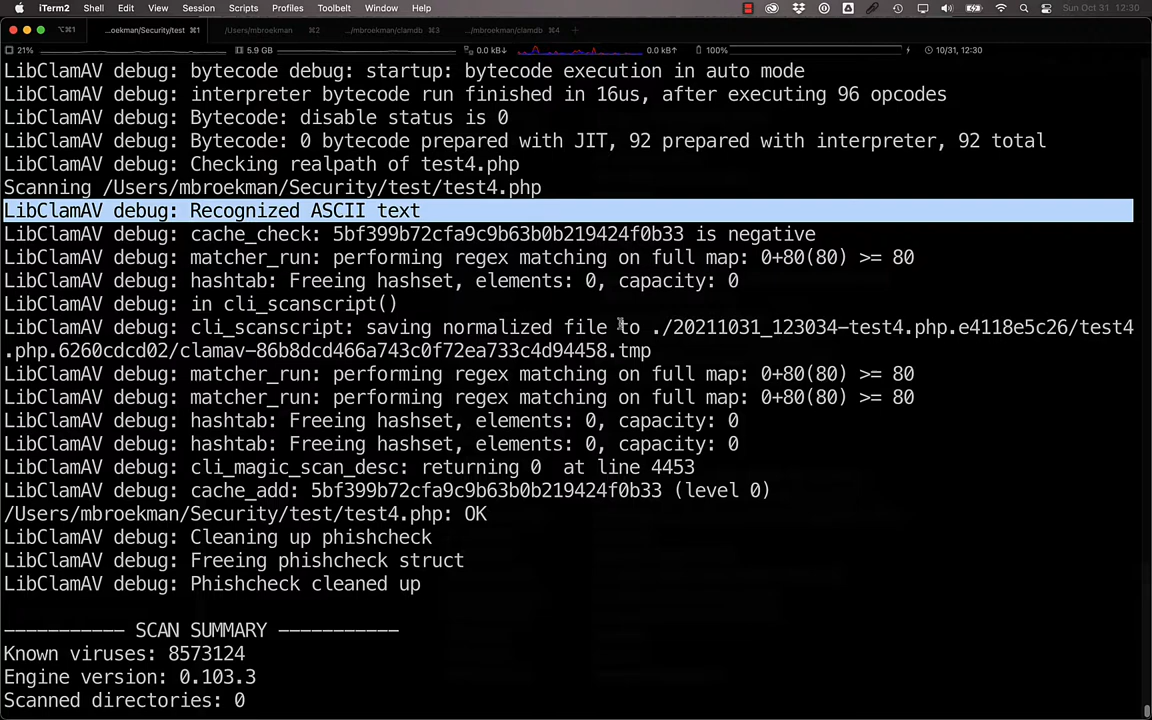 iTerm2 Shell Edit View Session Scripts Profiles Toolbelt Window Help Sun Oct 31 12:30
⌥⌘1 ...oekman/Security/test ⌘1 /Users/mbroekman ⌘2 .../mbroekman/clamdb ⌘3 .../mbroekman/clamdb ⌘4 +
21% 5.9 GB 0.0 kB↓ 0.0 kB↑ 100% 10/31, 12:30
LibClamAV debug: bytecode debug: startup: bytecode execution in auto mode
LibClamAV debug: interpreter bytecode run finished in 16us, after executing 96 opcodes
LibClamAV debug: Bytecode: disable status is 0
LibClamAV debug: Bytecode: 0 bytecode prepared with JIT, 92 prepared with interpreter, 92 total
LibClamAV debug: Checking realpath of test4.php
Scanning /Users/mbroekman/Security/test/test4.php
LibClamAV debug: Recognized ASCII text
LibClamAV debug: cache_check: 5bf399b72cfa9c9b63b0b219424f0b33 is negative
LibClamAV debug: matcher_run: performing regex matching on full map: 0+80(80) >= 80
LibClamAV debug: hashtab: Freeing hashset, elements: 0, capacity: 0
LibClamAV debug: in cli_scanscript()
LibClamAV debug: cli_scanscript: saving normalized file to ./20211031_123034-test4.php.e4118e5c26/test4
.php.6260cdcd02/clamav-86b8dcd466a743c0f72ea733c4d94458.tmp
LibClamAV debug: matcher_run: performing regex matching on full map: 0+80(80) >= 80
LibClamAV debug: matcher_run: performing regex matching on full map: 0+80(80) >= 80
LibClamAV debug: hashtab: Freeing hashset, elements: 0, capacity: 0
LibClamAV debug: hashtab: Freeing hashset, elements: 0, capacity: 0
LibClamAV debug: cli_magic_scan_desc: returning 0  at line 4453
LibClamAV debug: cache_add: 5bf399b72cfa9c9b63b0b219424f0b33 (level 0)
/Users/mbroekman/Security/test/test4.php: OK
LibClamAV debug: Cleaning up phishcheck
LibClamAV debug: Freeing phishcheck struct
LibClamAV debug: Phishcheck cleaned up
----------- SCAN SUMMARY -----------
Known viruses: 8573124
Engine version: 0.103.3
Scanned directories: 0